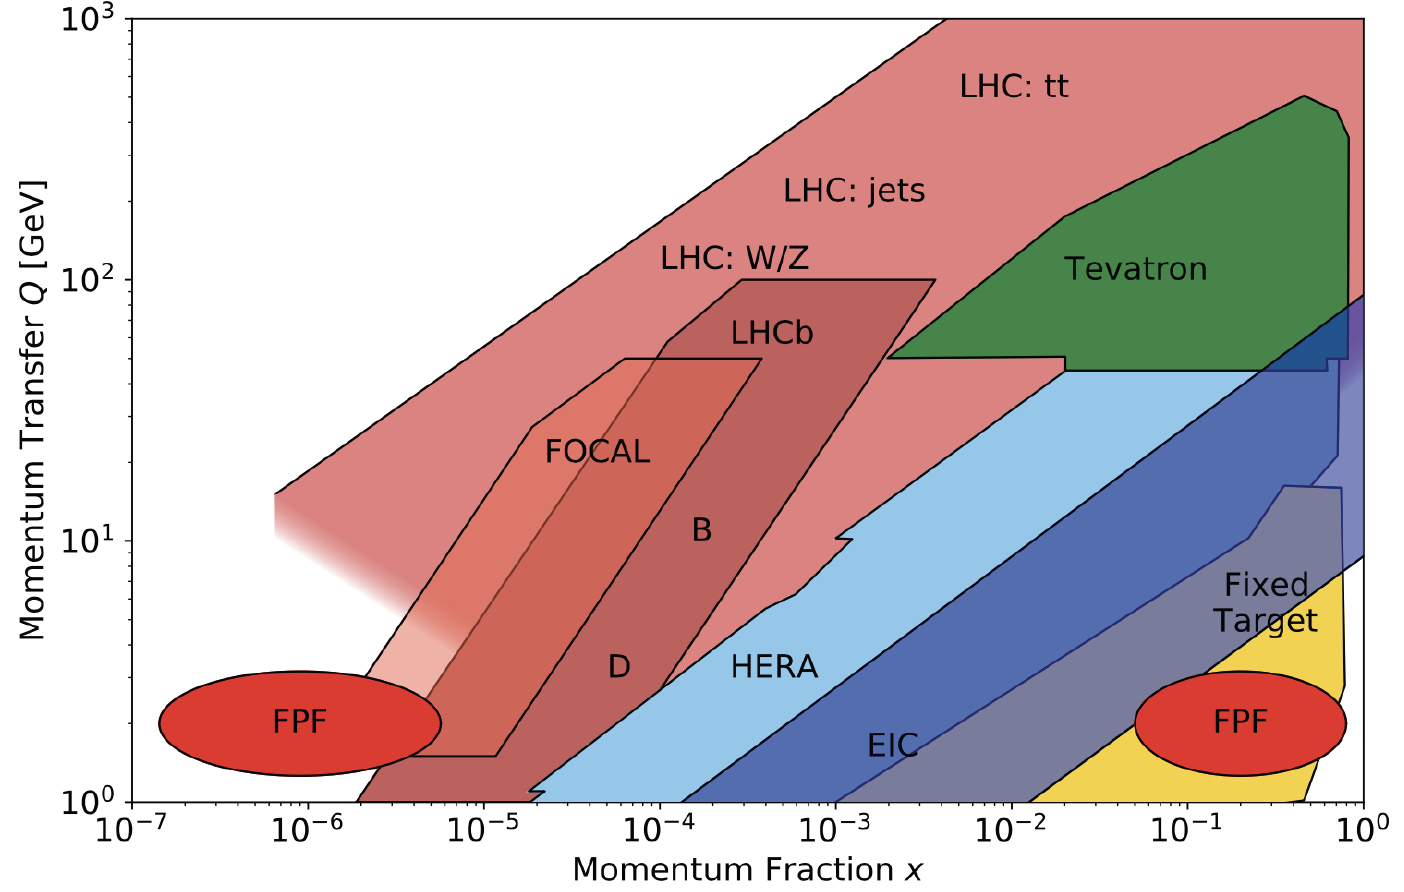 10³
LHC: tt
LHC: jets
LHC: W/Z
10²
Tevatron
LHCb
FOCAL
B
10¹
Fixed
Target
D
HERA
FPF
FPF
EIC
10⁰
10⁻⁷
10⁻⁶
10⁻⁵
10⁻⁴
10⁻³
10⁻²
10⁻¹
10⁰
Momentum Transfer Q [GeV]
Momentum Fraction x